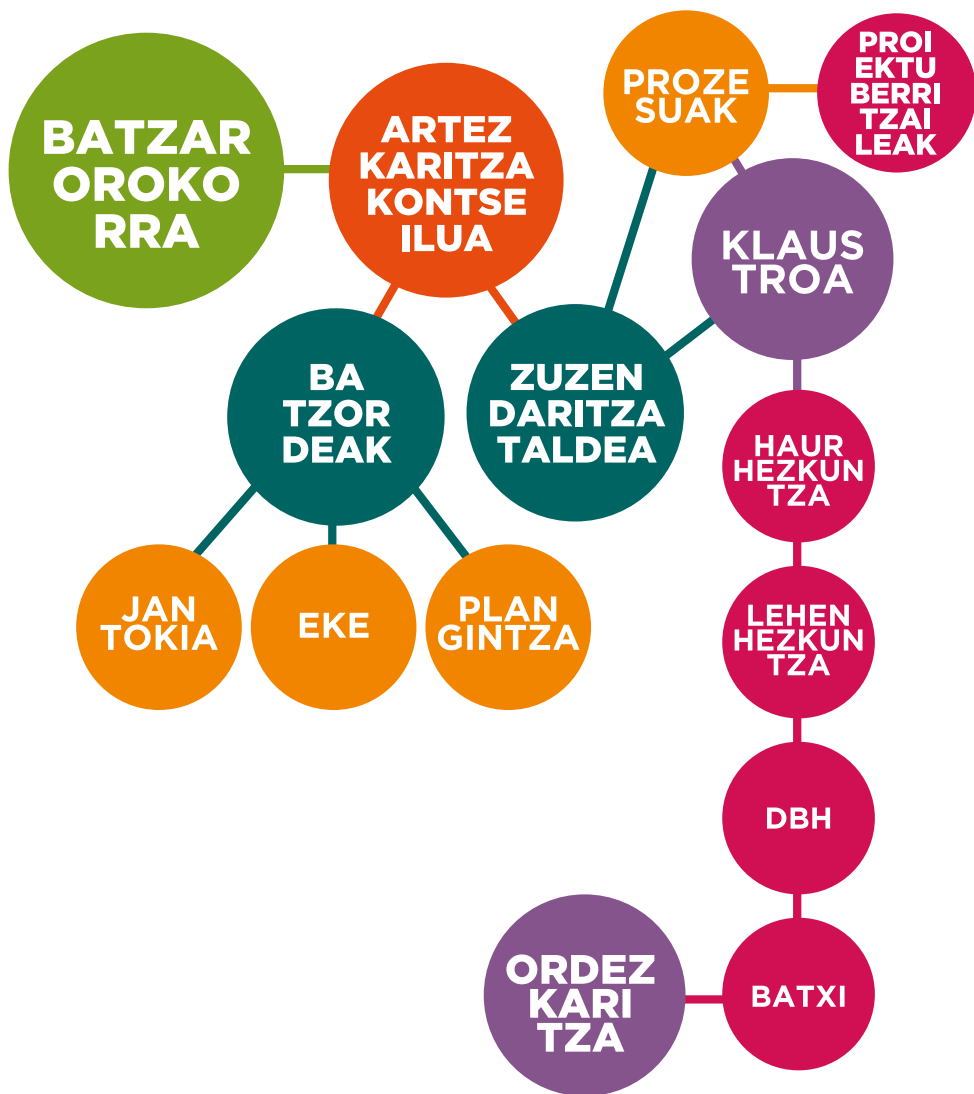 BATZAR
OROKO
RRA
ARTEZ
KARITZA
KONTSE
ILUA
PROZE
SUAK
PROI
EKTU
BERRI
TZAI
LEAK
KLAUS
TROA
BA
TZOR
DEAK
ZUZEN
DARITZA
TALDEA
HAUR
HEZKUN
TZA
JAN
TOKIA
EKE
PLAN
GINTZA
LEHEN
HEZKUN
TZA
DBH
BATXI
ORDEZ
KARI
TZA